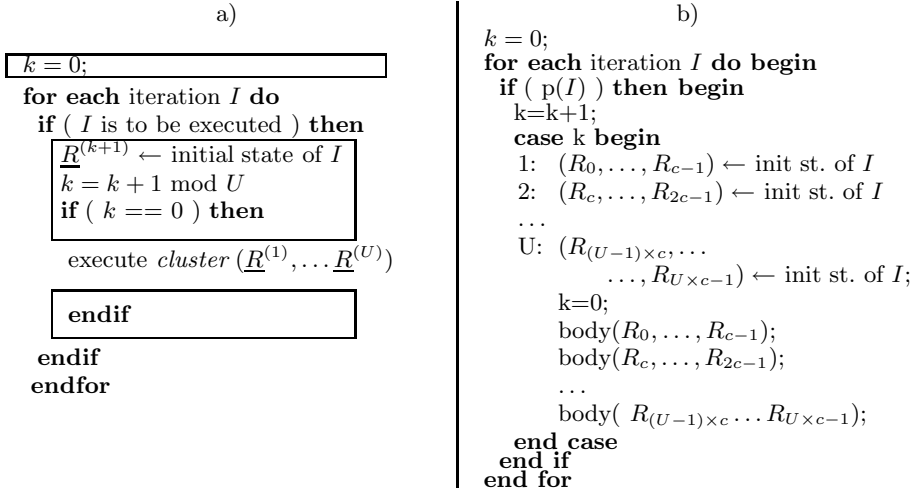 a)
k = 0;
for each iteration I do
if ( I is to be executed ) then
R^(k+1) ← initial state of I
k = k + 1 mod U
if ( k == 0 ) then
execute cluster (R^(1), … R^(U))
endif
endif
endfor
b)
k = 0;
for each iteration I do begin
if ( p(I) ) then begin
k=k+1;
case k begin
1: (R_0, … , R_{c−1}) ← init st. of I
2: (R_c, … , R_{2c−1}) ← init st. of I
…
U: (R_{(U−1)×c}, …
… , R_{U×c−1}) ← init st. of I;
k=0;
body(R_0, … , R_{c−1});
body(R_c, … , R_{2c−1});
…
body( R_{(U−1)×c} … R_{U×c−1});
end case
end if
end for